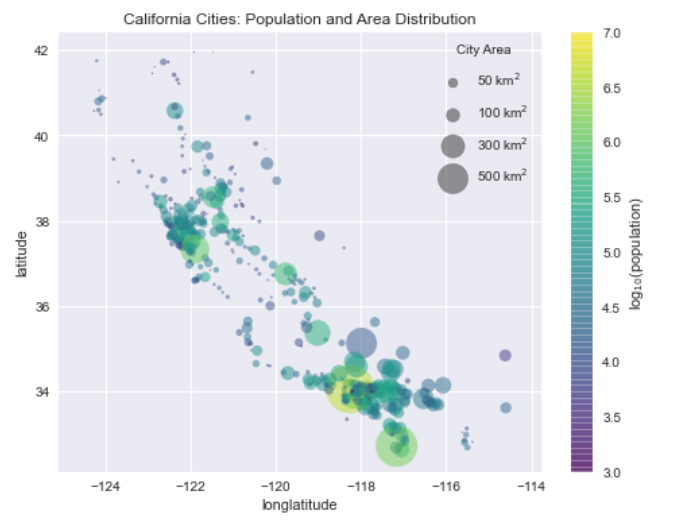 California Cities: Population and Area Distribution
City Area
50 km²
100 km²
300 km²
500 km²
42
40
38
36
34
latitude
−124
−122
−120
−118
−116
−114
longlatitude
7.0
6.5
6.0
5.5
5.0
4.5
4.0
3.5
3.0
log₁₀(population)